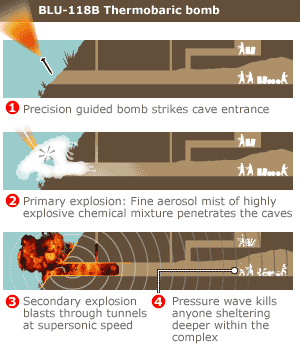 BLU-118B Thermobaric bomb
1 Precision guided bomb strikes cave entrance
2 Primary explosion: Fine aerosol mist of highly
explosive chemical mixture penetrates the caves
3 Secondary explosion
blasts through tunnels
at supersonic speed
4 Pressure wave kills
anyone sheltering
deeper within the
complex